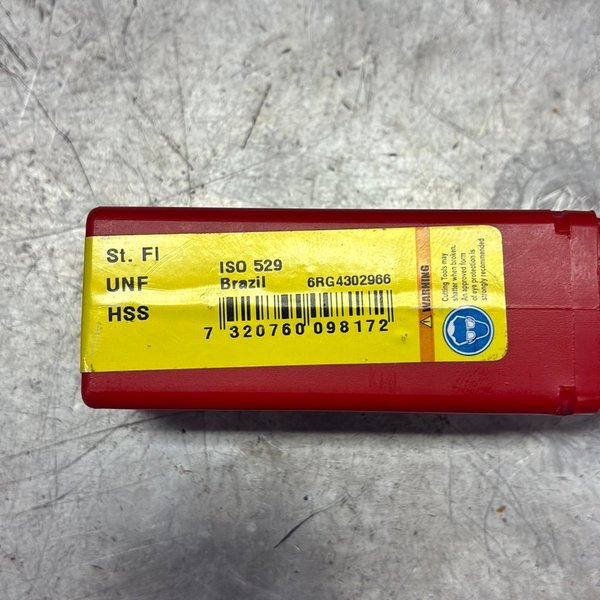 St. Fl
UNF
HSS
ISO 529
Brazil 6RG4302966
7 320760 098172
WARNING
Cutting Tools may
shatter when broken.
An approved form
of eye protection is
strongly recommended